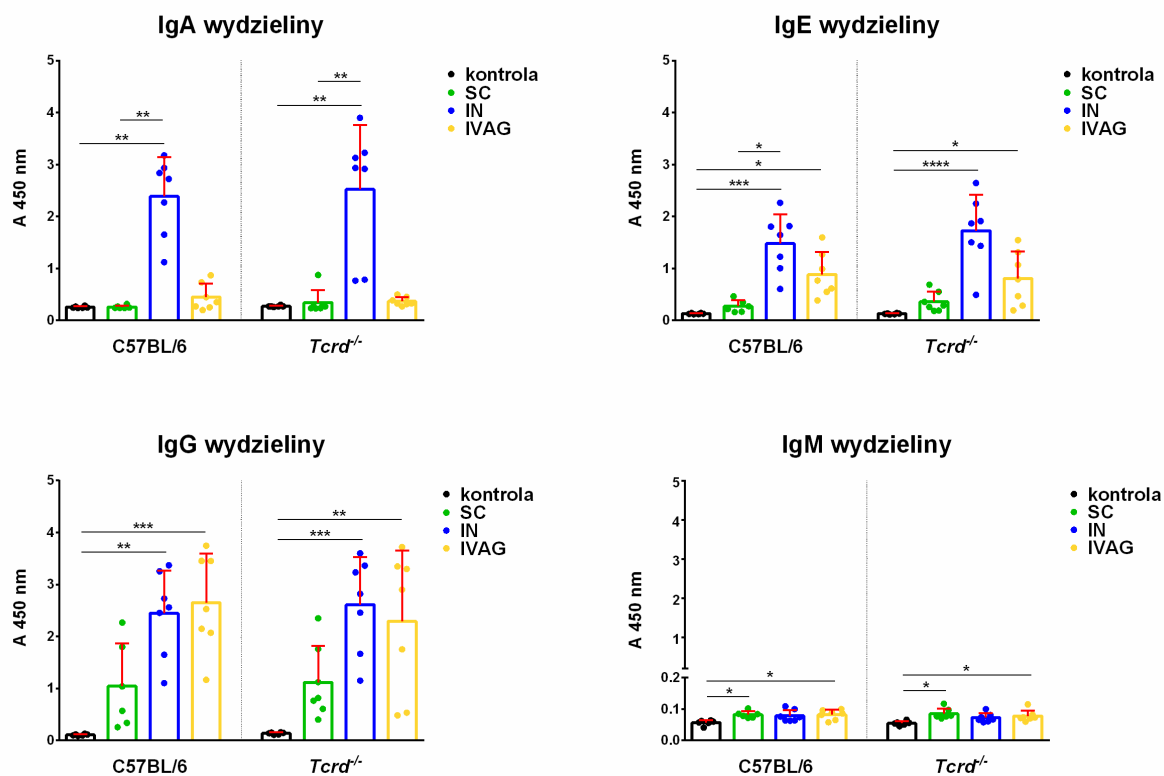 IgA wydzieliny
5
4
3
2
1
0
A 450 nm
**
**
**
**
C57BL/6
Tcrd-/-
kontrola
SC
IN
IVAG
IgE wydzieliny
5
4
3
2
1
0
A 450 nm
*
*
***
*
****
C57BL/6
Tcrd-/-
kontrola
SC
IN
IVAG
IgG wydzieliny
5
4
3
2
1
0
A 450 nm
***
**
**
***
C57BL/6
Tcrd-/-
kontrola
SC
IN
IVAG
IgM wydzieliny
5
4
3
2
1
0.2
0.1
0.0
A 450 nm
*
*
*
*
C57BL/6
Tcrd-/-
kontrola
SC
IN
IVAG